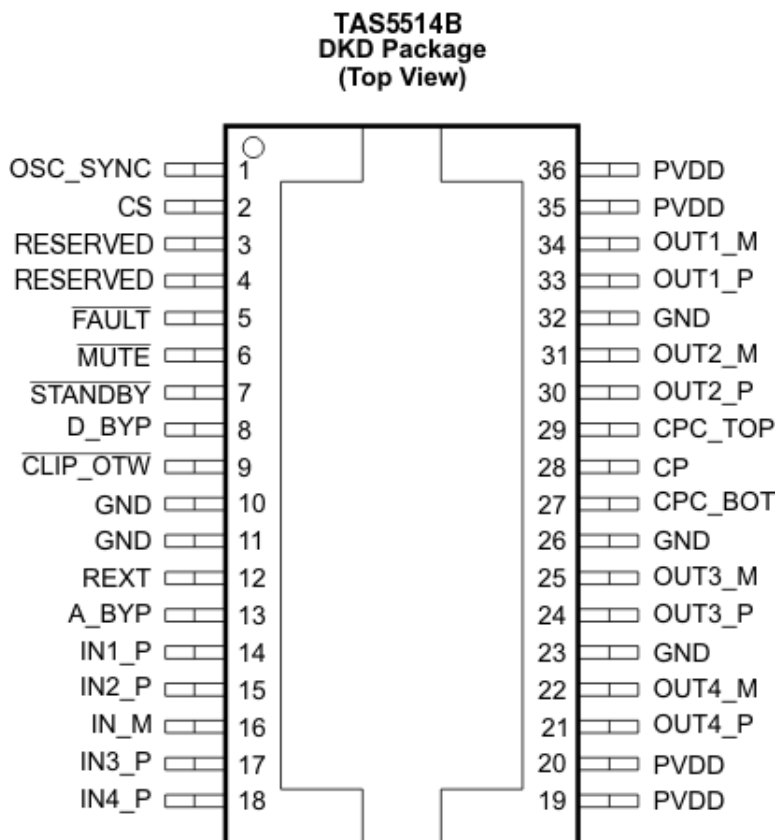 TAS5514B
DKD Package
(Top View)
OSC_SYNC 1 36 PVDD
CS 2 35 PVDD
RESERVED 3 34 OUT1_M
RESERVED 4 33 OUT1_P
FAULT 5 32 GND
MUTE 6 31 OUT2_M
STANDBY 7 30 OUT2_P
D_BYP 8 29 CPC_TOP
CLIP_OTW 9 28 CP
GND 10 27 CPC_BOT
GND 11 26 GND
REXT 12 25 OUT3_M
A_BYP 13 24 OUT3_P
IN1_P 14 23 GND
IN2_P 15 22 OUT4_M
IN_M 16 21 OUT4_P
IN3_P 17 20 PVDD
IN4_P 18 19 PVDD